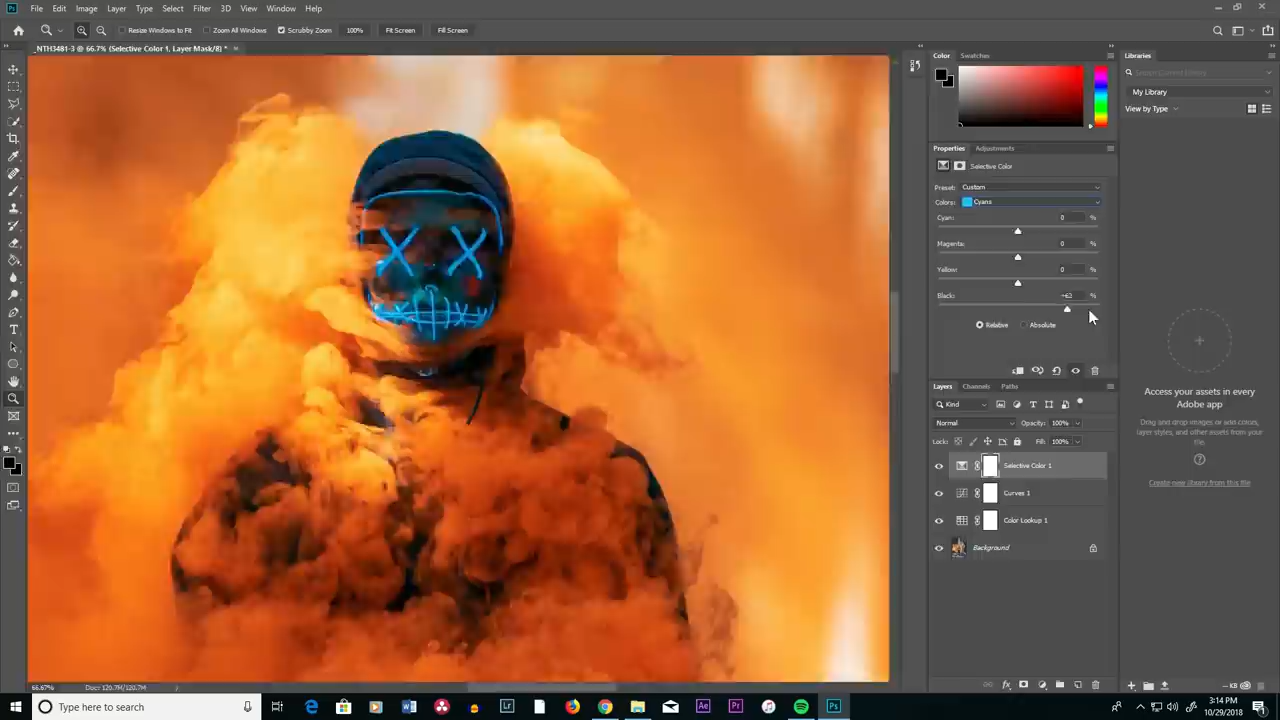 File Edit Image Layer Type Select Filter 3D View Window Help
Resize Windows to Fit Zoom All Windows Scrubby Zoom 100% Fit Screen Fill Screen
_NTH3481-3 @ 66.7% (Selective Color 1, Layer Mask/8) *
Color Swatches
Properties Adjustments
Selective Color
Preset: Custom
Colors: Cyans
Cyan: 0 %
Magenta: 0 %
Yellow: 0 %
Black: +62 %
Relative Absolute
Layers Channels Paths
Kind
Normal Opacity: 100%
Lock: Fill: 100%
Selective Color 1
Curves 1
Color Lookup 1
Background
Libraries
Search Current Library
My Library
View by Type
Access your assets in every
Adobe app
Drag and drop images or add colors,
layer styles, and other assets from your
file.
Create new library from this file
-- KB
66.67% Doc: 120.7M/120.7M
Type here to search
3:14 PM
10/29/2018